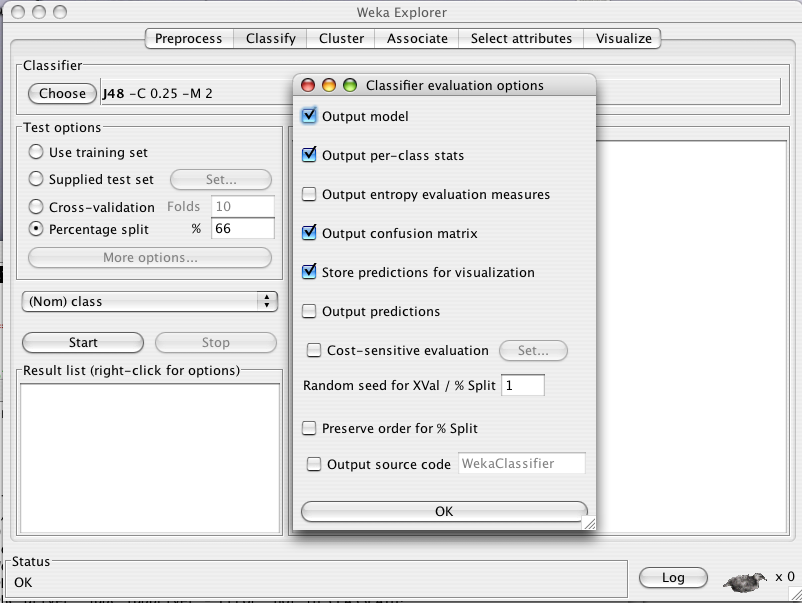 Weka Explorer
Preprocess Classify Cluster Associate Select attributes Visualize
Classifier
Choose J48 -C 0.25 -M 2
Test options
Use training set
Supplied test set Set...
Cross-validation Folds 10
Percentage split % 66
More options...
(Nom) class
Start Stop
Result list (right-click for options)
Classifier evaluation options
Output model
Output per-class stats
Output entropy evaluation measures
Output confusion matrix
Store predictions for visualization
Output predictions
Cost-sensitive evaluation Set...
Random seed for XVal / % Split 1
Preserve order for % Split
Output source code WekaClassifier
OK
Status
OK
Log x 0